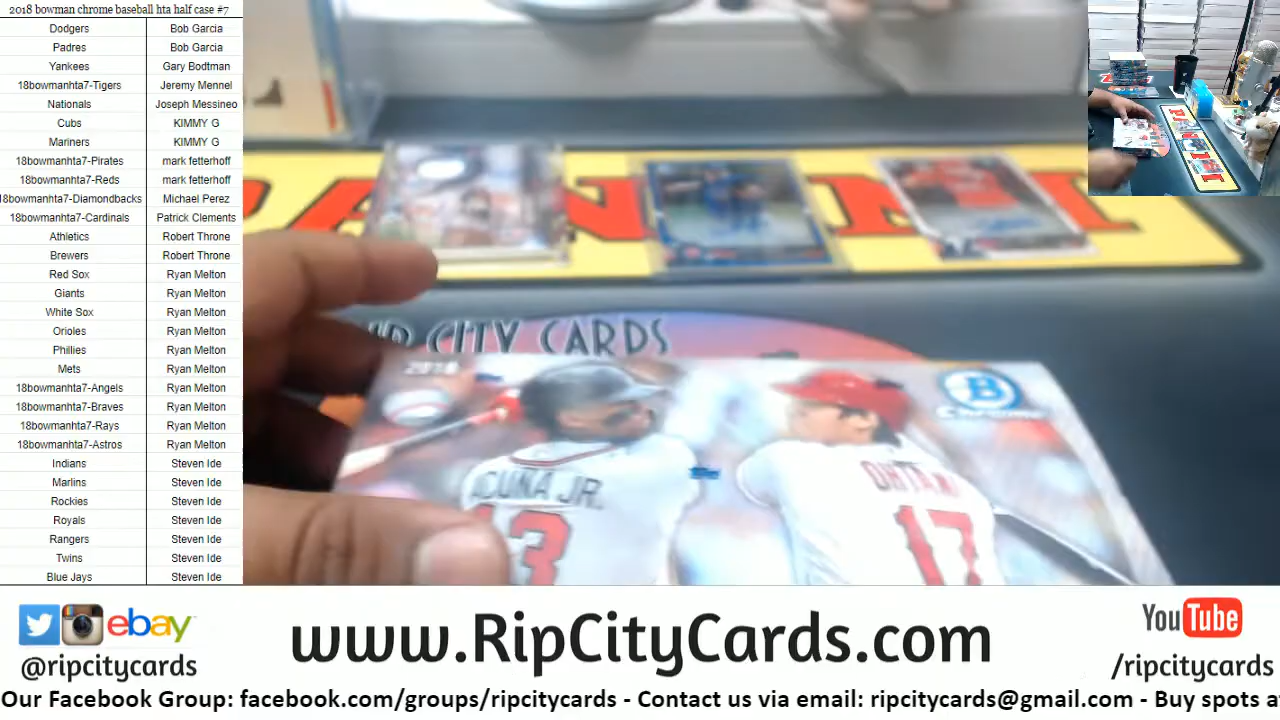 2018 bowman chrome baseball hta half case #7
Dodgers Bob Garcia
Padres Bob Garcia
Yankees Gary Bodtman
18bowmanhta7-Tigers Jeremy Mennel
Nationals Joseph Messineo
Cubs KIMMY G
Mariners KIMMY G
18bowmanhta7-Pirates mark fetterhoff
18bowmanhta7-Reds mark fetterhoff
18bowmanhta7-Diamondbacks Michael Perez
18bowmanhta7-Cardinals Patrick Clements
Athletics Robert Throne
Brewers Robert Throne
Red Sox Ryan Melton
Giants Ryan Melton
White Sox Ryan Melton
Orioles Ryan Melton
Phillies Ryan Melton
Mets Ryan Melton
18bowmanhta7-Angels Ryan Melton
18bowmanhta7-Braves Ryan Melton
18bowmanhta7-Rays Ryan Melton
18bowmanhta7-Astros Ryan Melton
Indians Steven Ide
Marlins Steven Ide
Rockies Steven Ide
Royals Steven Ide
Rangers Steven Ide
Twins Steven Ide
Blue Jays Steven Ide
PANINI
CITY CARDS
2018
B
Chrome
ACUÑA JR.
13
OHTANI
17
ebay
@ripcitycards
www.RipCityCards.com
YouTube
/ripcitycards
Our Facebook Group: facebook.com/groups/ripcitycards - Contact us via email: ripcitycards@gmail.com - Buy spots a